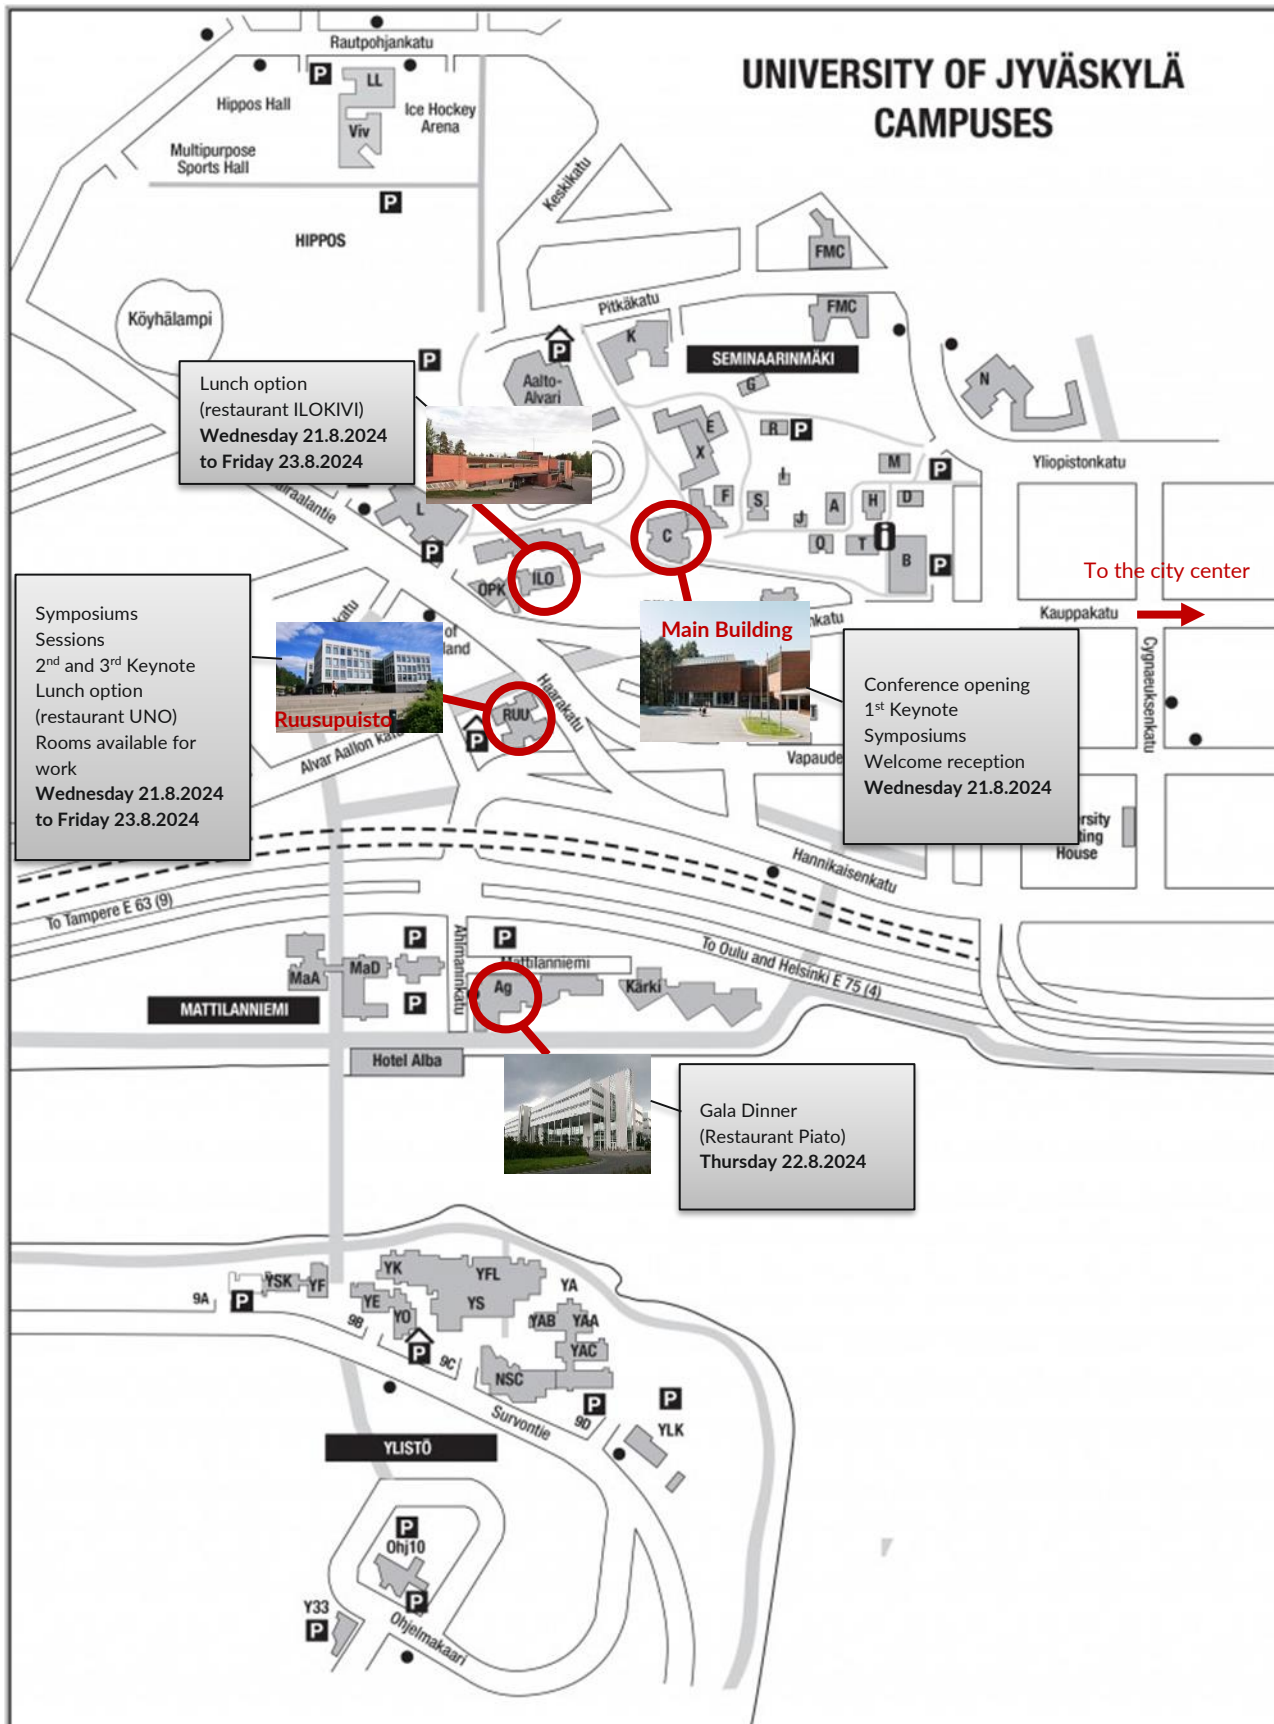 UNIVERSITY OF JYVÄSKYLÄ
CAMPUSES
Rautpohjankatu
P
LL
Hippos Hall
Ice Hockey
Arena
Viv
Multipurpose
Sports Hall
P
HIPPOS
Keskikatu
FMC
Köyhälampi
Pitkäkatu
FMC
K
P
P
SEMINAARINMÄKI
Aalto-
Alvari
G
N
Lunch option
(restaurant ILOKIVI)
Wednesday 21.8.2024
to Friday 23.8.2024
E
R
P
X
M
P
Yliopistonkatu
I
F
S
A
H
D
L
J
C
O
T
i
B
P
P
OPK
ILO
To the city center
Kauppakatu
Cygnaeuksenkatu
Symposiums
Sessions
2nd and 3rd Keynote
Lunch option
(restaurant UNO)
Rooms available for
work
Wednesday 21.8.2024
to Friday 23.8.2024
katu
of
land
nkatu
Main Building
Ruusupuisto
RUU
P
Haarakatu
Alvar Aallon katu
Vapaude
Conference opening
1st Keynote
Symposiums
Welcome reception
Wednesday 21.8.2024
ersity
ting
House
Hannikaisenkatu
To Tampere E 63 (9)
To Oulu and Helsinki E 75 (4)
P
P
Ahlmaninkatu
Mattilanniemi
MaA
MaD
P
Ag
Kärki
MATTILANNIEMI
Hotel Alba
Gala Dinner
(Restaurant Piato)
Thursday 22.8.2024
YSK
YF
YK
YFL
YA
9A
P
YE
YO
YS
YAB
YAA
9B
P
9C
YAC
NSC
P
9D
P
YLK
Survontie
YLISTÖ
P
Ohj10
P
Y33
P
Ohjelmakaari